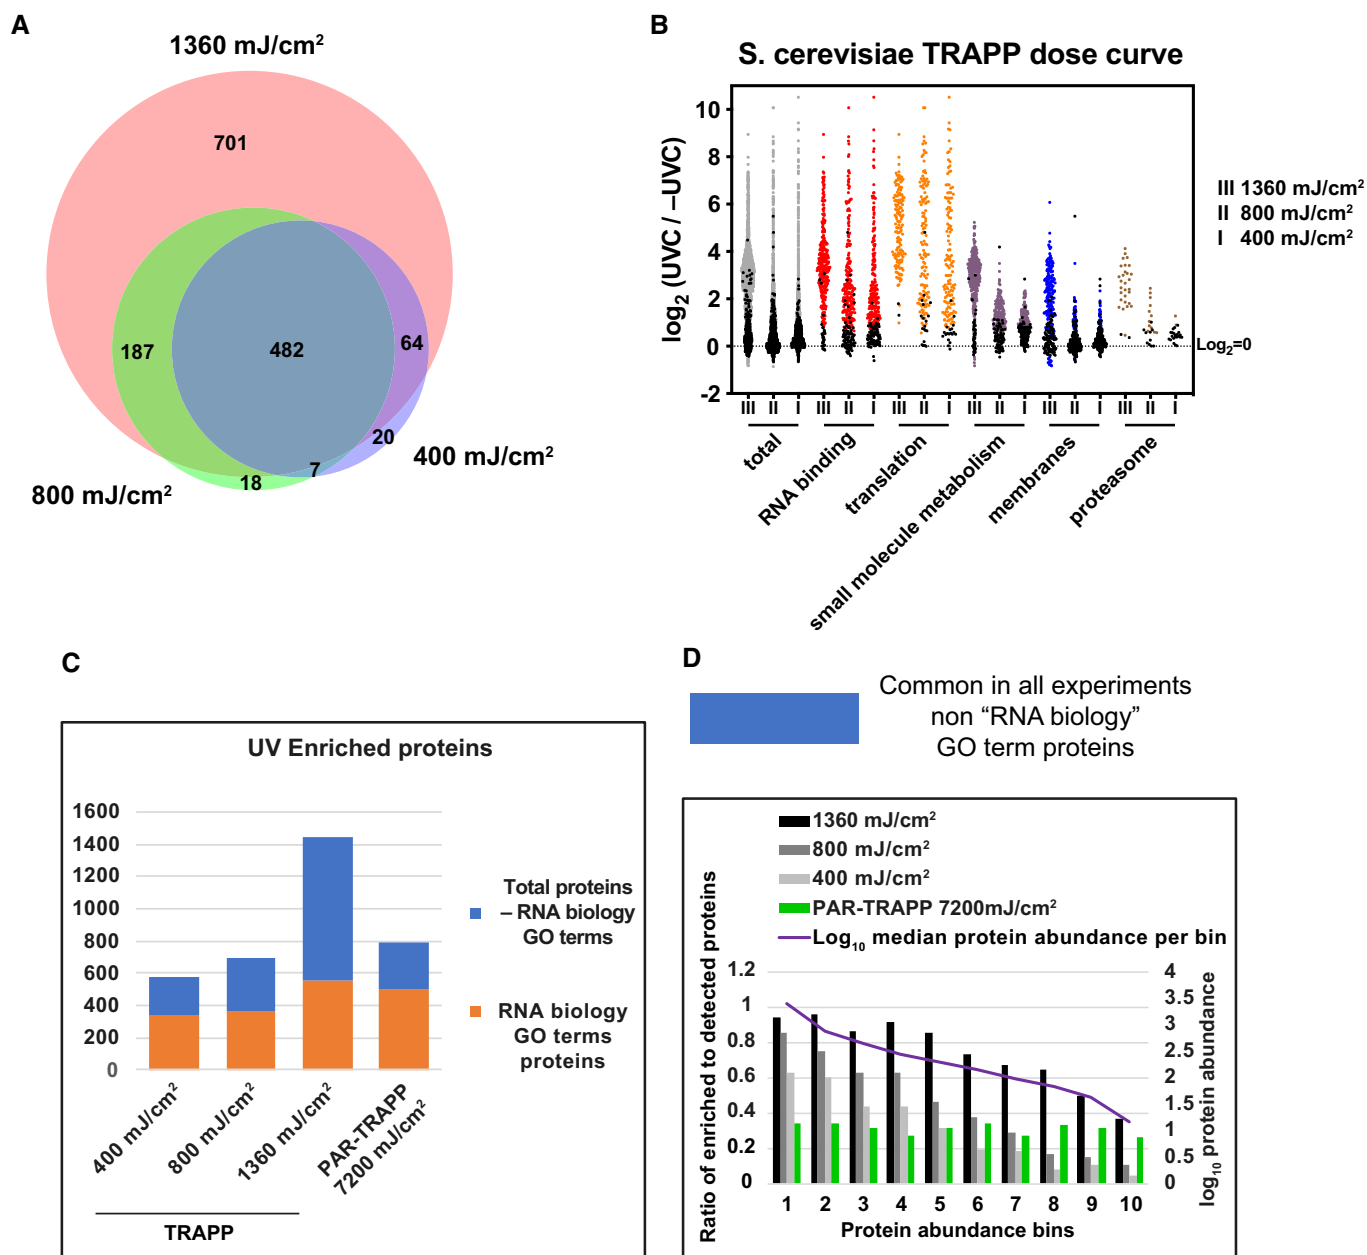 A
1360 mJ/cm²
701
187
482
64
20
7
18
400 mJ/cm²
800 mJ/cm²
B
S. cerevisiae TRAPP dose curve
log₂ (UVC / –UVC)
10
8
6
4
2
0
-2
Log₂=0
III 1360 mJ/cm²
II 800 mJ/cm²
I 400 mJ/cm²
III II I III II I III II I III II I III II I III II I
total
RNA binding
translation
small molecule metabolism
membranes
proteasome
C
UV Enriched proteins
1600
1400
1200
1000
800
600
400
200
0
Total proteins
– RNA biology
GO terms
RNA biology
GO terms
proteins
400 mJ/cm²
800 mJ/cm²
1360 mJ/cm²
PAR-TRAPP
7200 mJ/cm²
TRAPP
D
Common in all experiments
non “RNA biology”
GO term proteins
1360 mJ/cm²
800 mJ/cm²
400 mJ/cm²
PAR-TRAPP 7200mJ/cm²
Log₁₀ median protein abundance per bin
Ratio of enriched to detected proteins
1.2
1
0.8
0.6
0.4
0.2
0
4
3.5
3
2.5
2
1.5
1
0.5
0
log₁₀ protein abundance
1 2 3 4 5 6 7 8 9 10
Protein abundance bins